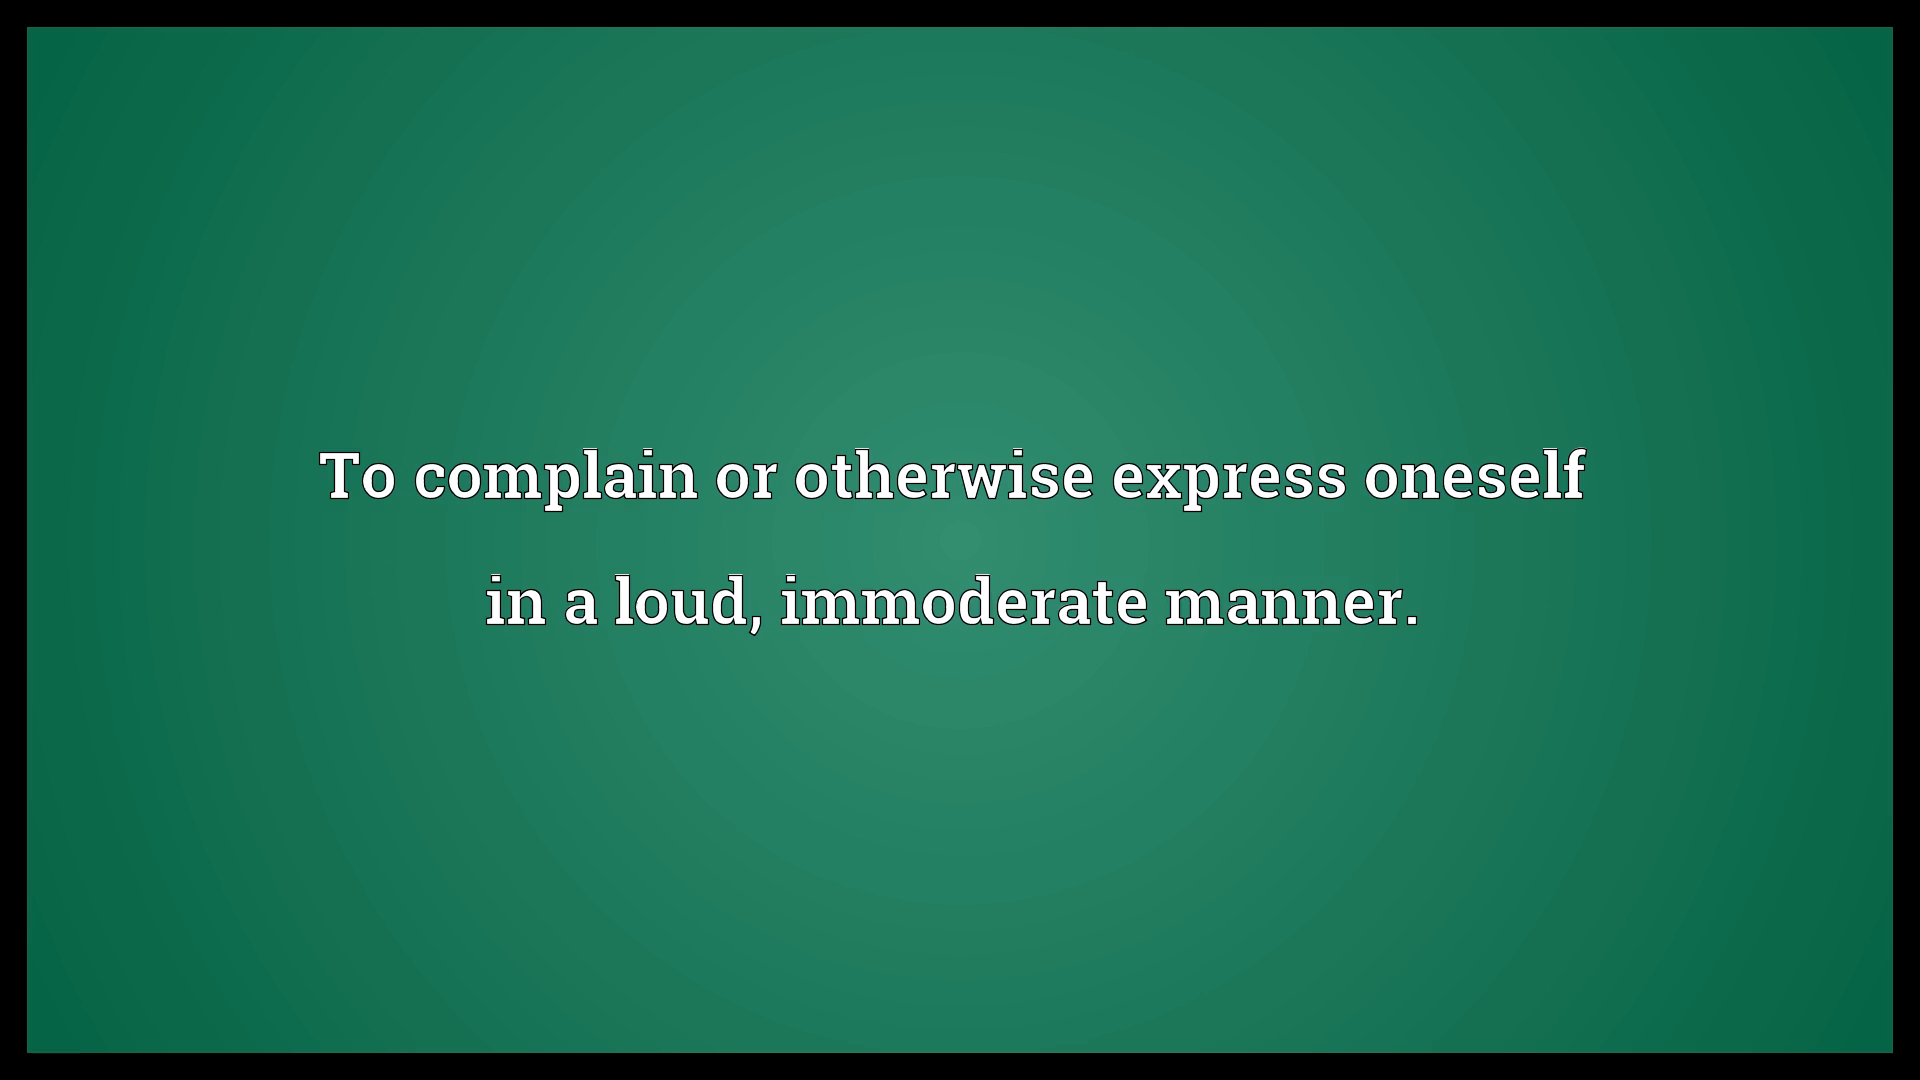 To complain or otherwise express oneself
in a loud, immoderate manner.